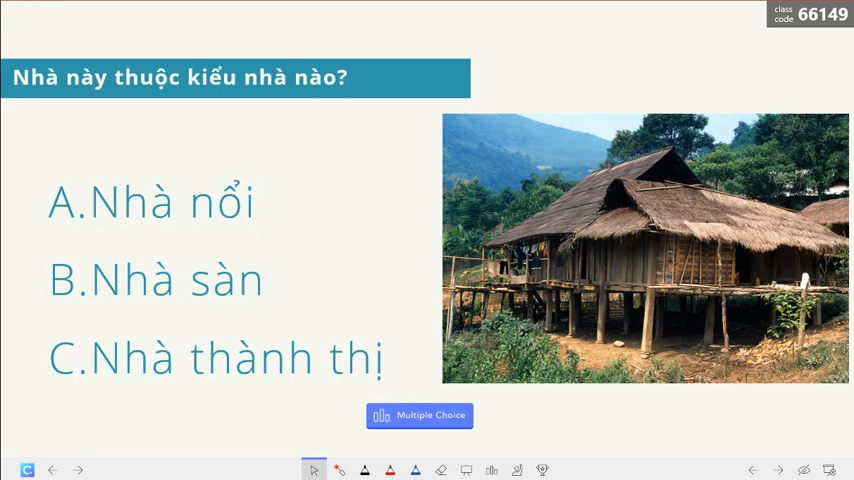 class
code 66149
Nhà này thuộc kiểu nhà nào?
A.Nhà nổi
B.Nhà sàn
C.Nhà thành thị
Multiple Choice